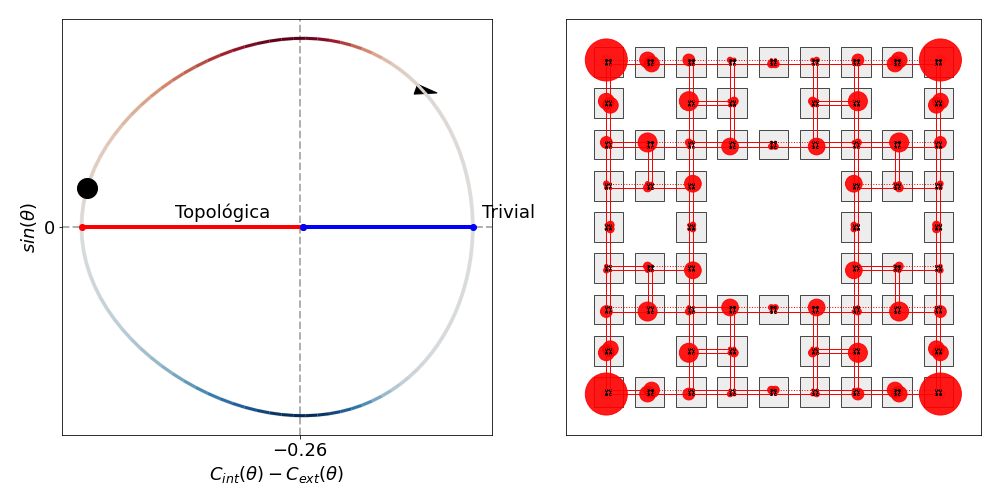 Topológica
Trivial
sin(θ)
0
−0.26
C_int(θ) − C_ext(θ)